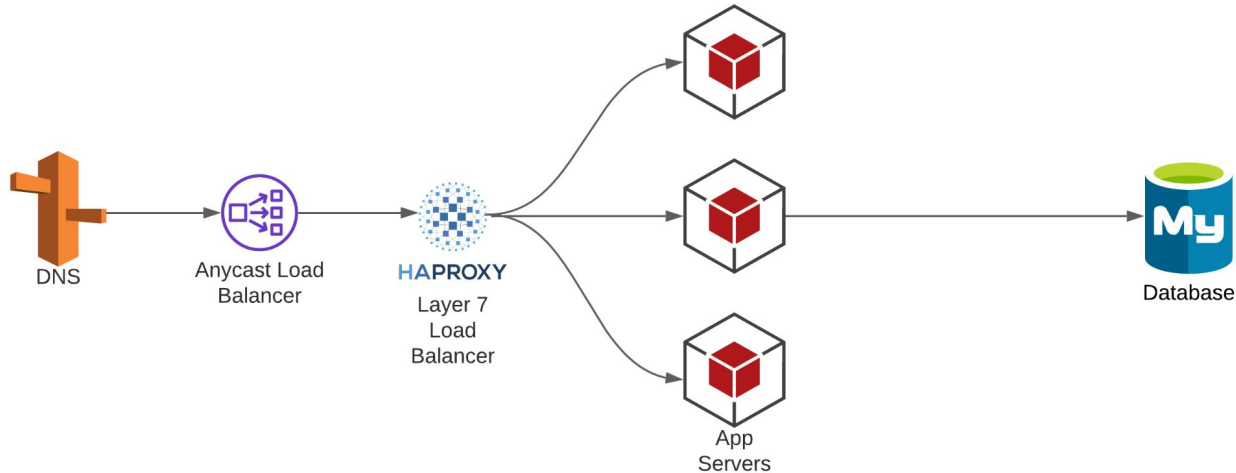 DNS
Anycast Load
Balancer
HAPROXY
Layer 7
Load
Balancer
App
Servers
My
Database